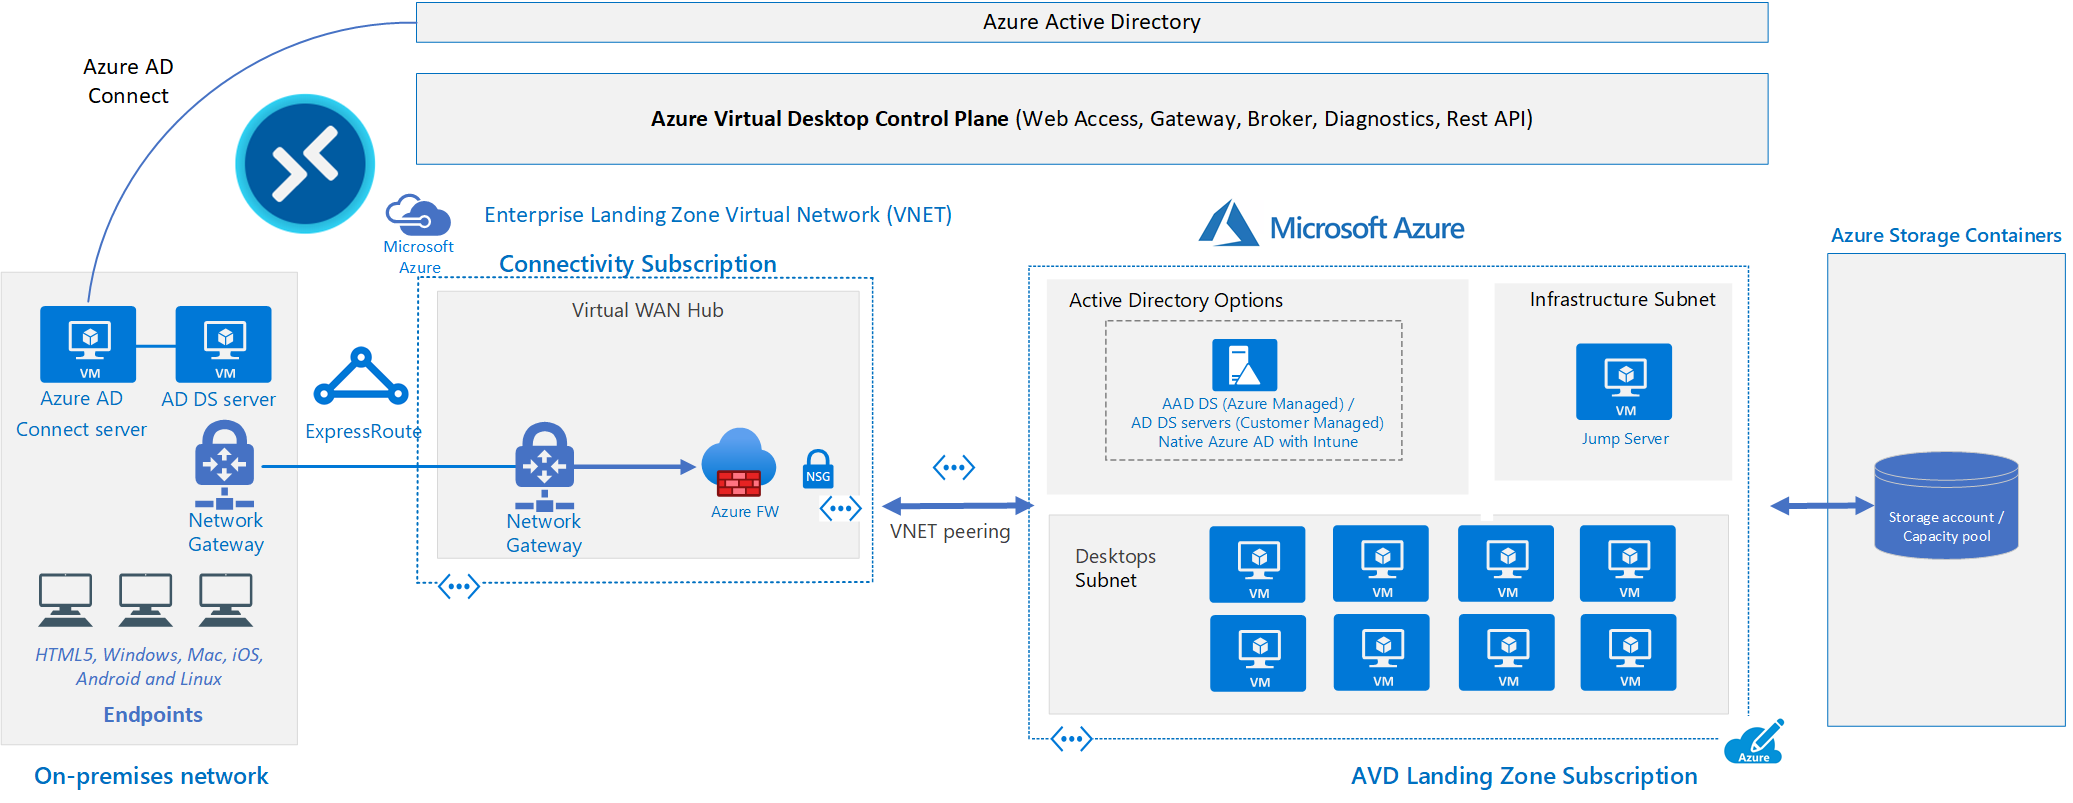 Azure Active Directory
Azure AD
Connect
Azure Virtual Desktop Control Plane (Web Access, Gateway, Broker, Diagnostics, Rest API)
Microsoft
Azure
Enterprise Landing Zone Virtual Network (VNET)
Microsoft Azure
Azure Storage Containers
Connectivity Subscription
Virtual WAN Hub
Active Directory Options
Infrastructure Subnet
VM
VM
Azure AD
Connect server
AD DS server
ExpressRoute
Network
Gateway
Network
Gateway
Azure FW
NSG
VNET peering
AAD DS (Azure Managed) /
AD DS servers (Customer Managed)
Native Azure AD with Intune
VM
Jump Server
Storage account /
Capacity pool
Desktops
Subnet
VM
VM
VM
VM
VM
VM
VM
VM
HTML5, Windows, Mac, iOS,
Android and Linux
Endpoints
On-premises network
Azure
AVD Landing Zone Subscription